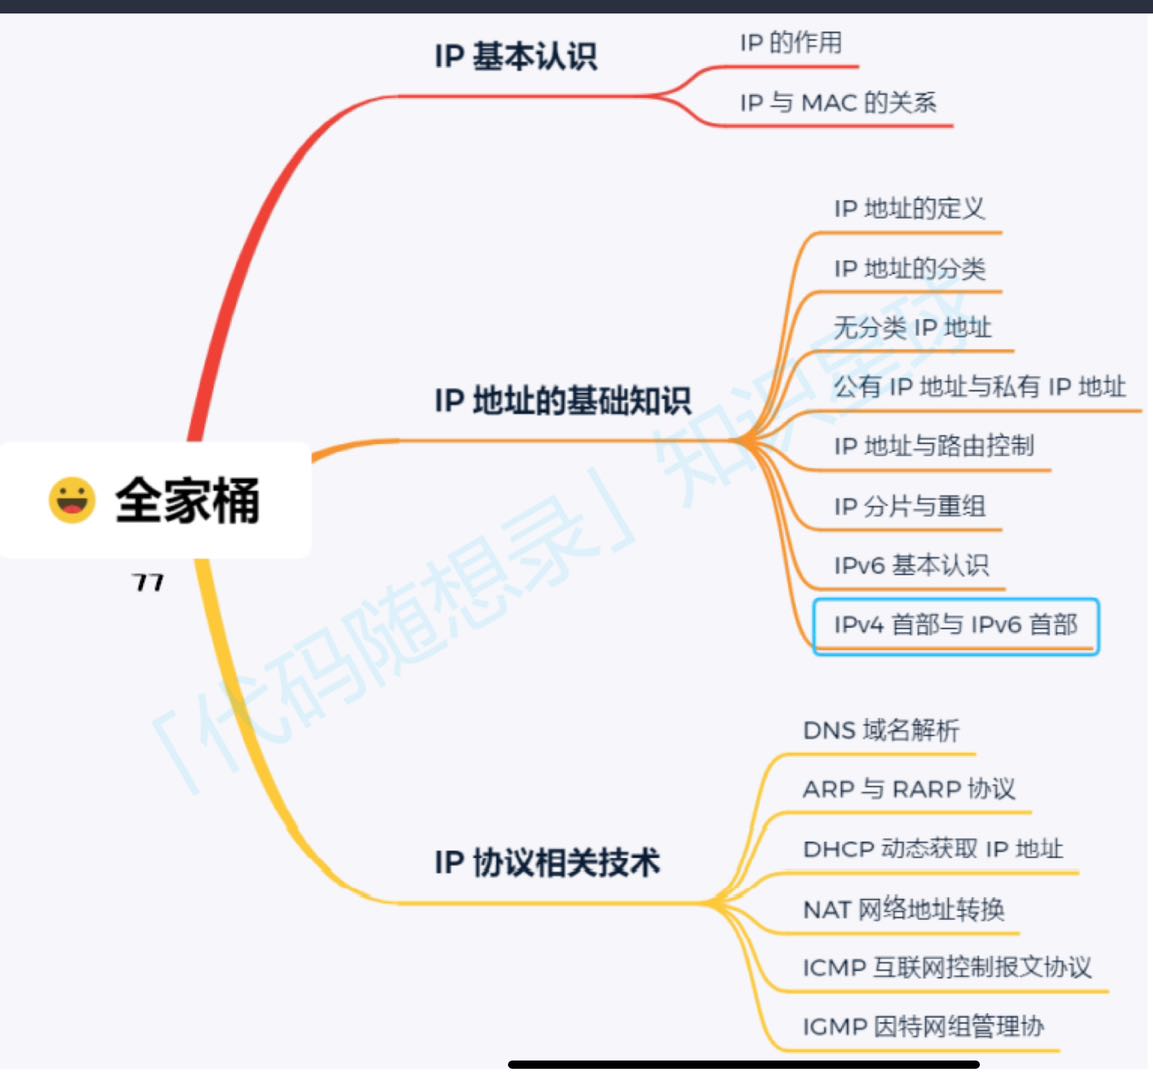 IP 基本认识
IP 的作用
IP 与 MAC 的关系
IP 地址的基础知识
IP 地址的定义
IP 地址的分类
无分类 IP 地址
公有 IP 地址与私有 IP 地址
IP 地址与路由控制
IP 分片与重组
IPv6 基本认识
IPv4 首部与 IPv6 首部
全家桶
77
IP 协议相关技术
DNS 域名解析
ARP 与 RARP 协议
DHCP 动态获取 IP 地址
NAT 网络地址转换
ICMP 互联网控制报文协议
IGMP 因特网组管理协
「代码随想录」知识星球